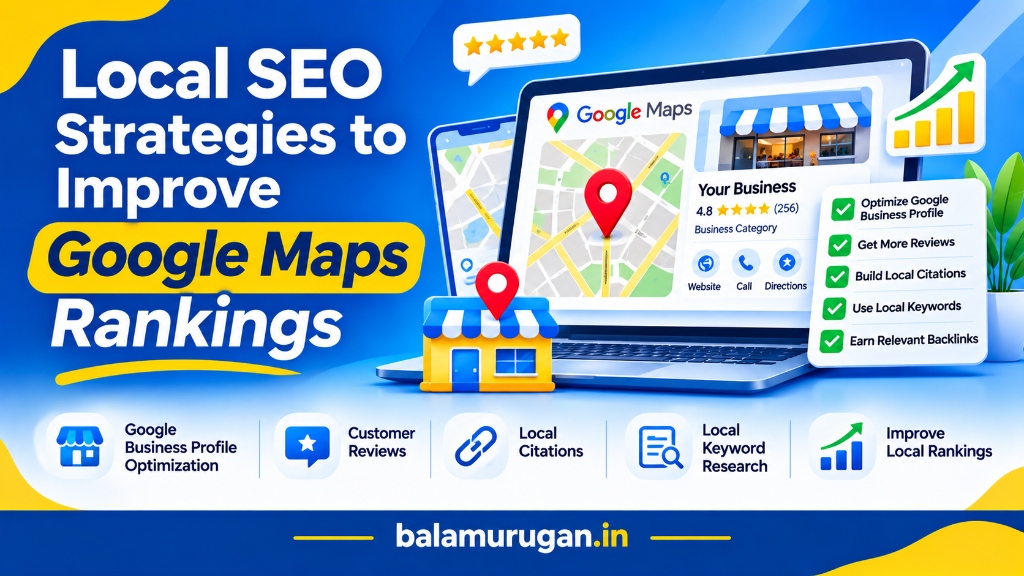 Local SEO
Strategies to
Improve
Google Maps
Rankings
Google Maps
Your Business
4.8 (256)
Business Category
Website Call Directions
Optimize Google
Business Profile
Get More Reviews
Build Local Citations
Use Local Keywords
Earn Relevant Backlinks
Google
Business Profile
Optimization
Customer
Reviews
Local
Citations
Local
Keyword
Research
Improve
Local Rankings
balamurugan.in